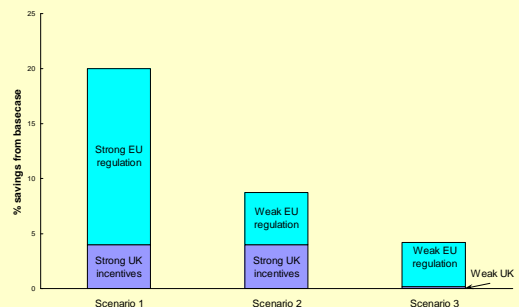 % savings from basecase
25
20
15
10
5
0
Strong EU
regulation
Strong UK
incentives
Weak EU
regulation
Strong UK
incentives
Weak EU
regulation
Weak UK
Scenario 1
Scenario 2
Scenario 3